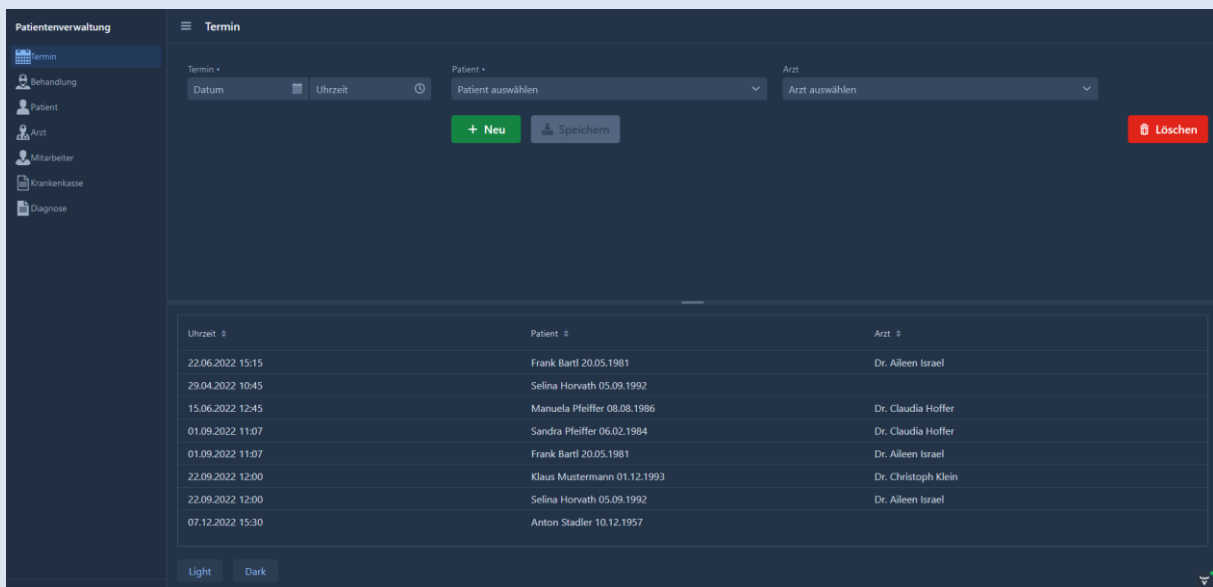 Patientenverwaltung
Termin
Behandlung
Patient
Arzt
Mitarbeiter
Krankenkasse
Diagnose
Termin
Termin • Patient • Arzt
Datum Uhrzeit Patient auswählen Arzt auswählen
+ Neu Speichern Löschen
Uhrzeit Patient Arzt
22.06.2022 15:15 Frank Bartl 20.05.1981 Dr. Aileen Israel
29.04.2022 10:45 Selina Horvath 05.09.1992
15.06.2022 12:45 Manuela Pfeiffer 08.08.1986 Dr. Claudia Hoffer
01.09.2022 11:07 Sandra Pfeiffer 06.02.1984 Dr. Claudia Hoffer
01.09.2022 11:07 Frank Bartl 20.05.1981 Dr. Aileen Israel
22.09.2022 12:00 Klaus Mustermann 01.12.1993 Dr. Christoph Klein
22.09.2022 12:00 Selina Horvath 05.09.1992 Dr. Aileen Israel
07.12.2022 15:30 Anton Stadler 10.12.1957
Light Dark